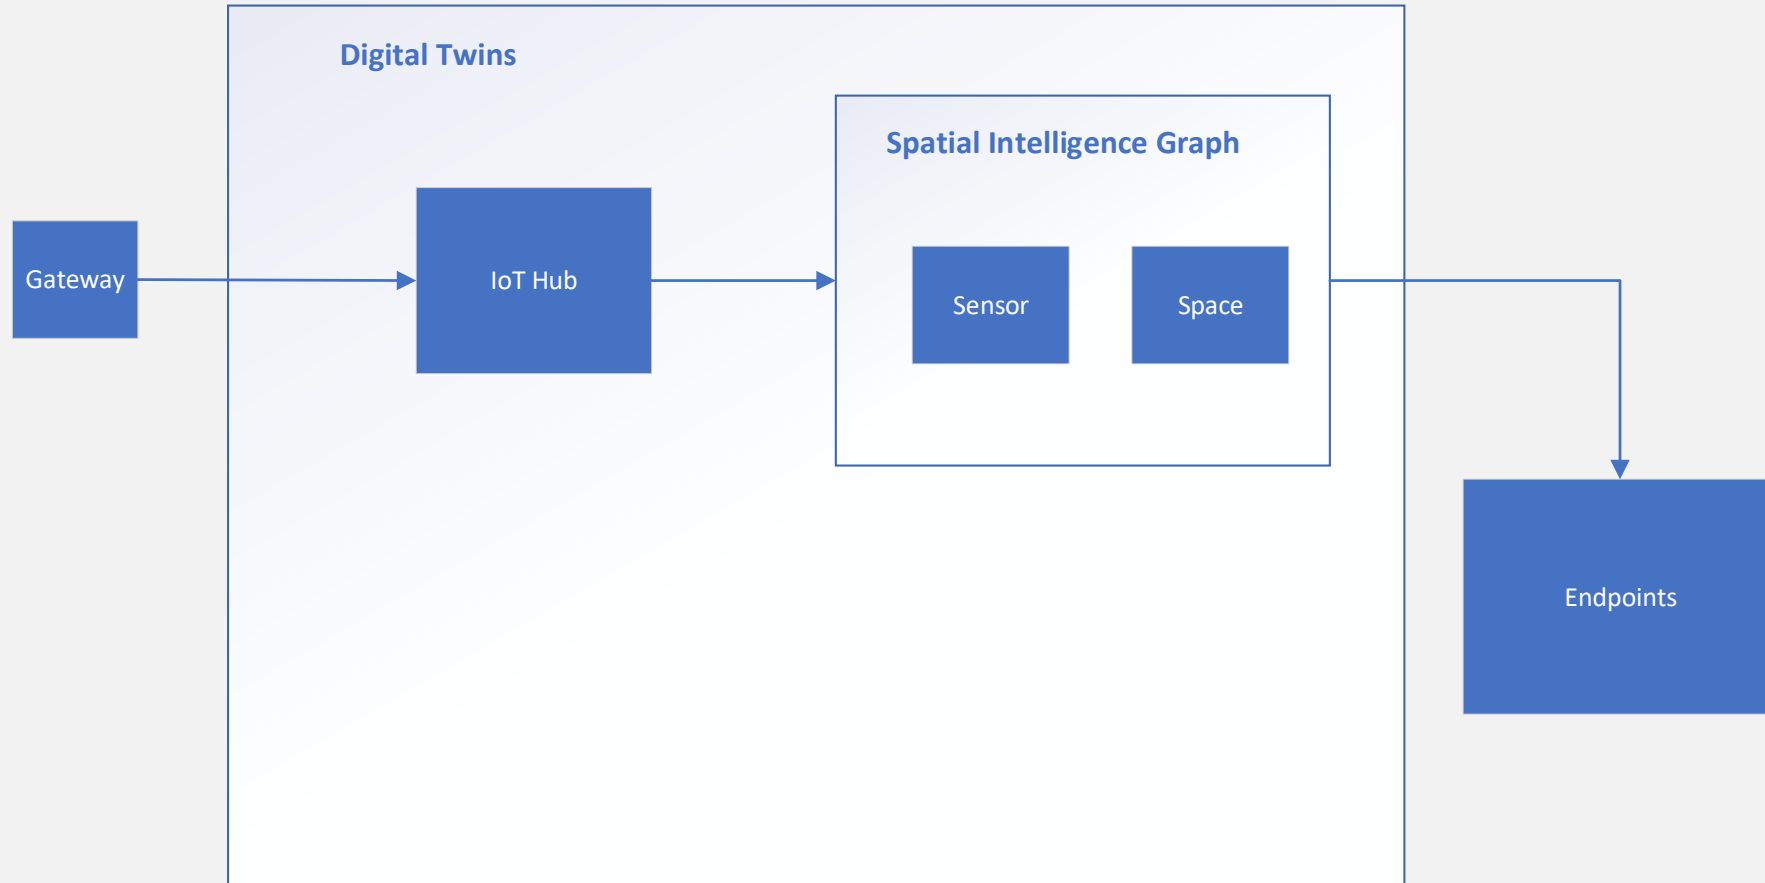 Digital Twins
Spatial Intelligence Graph
Gateway
IoT Hub
Sensor
Space
Endpoints